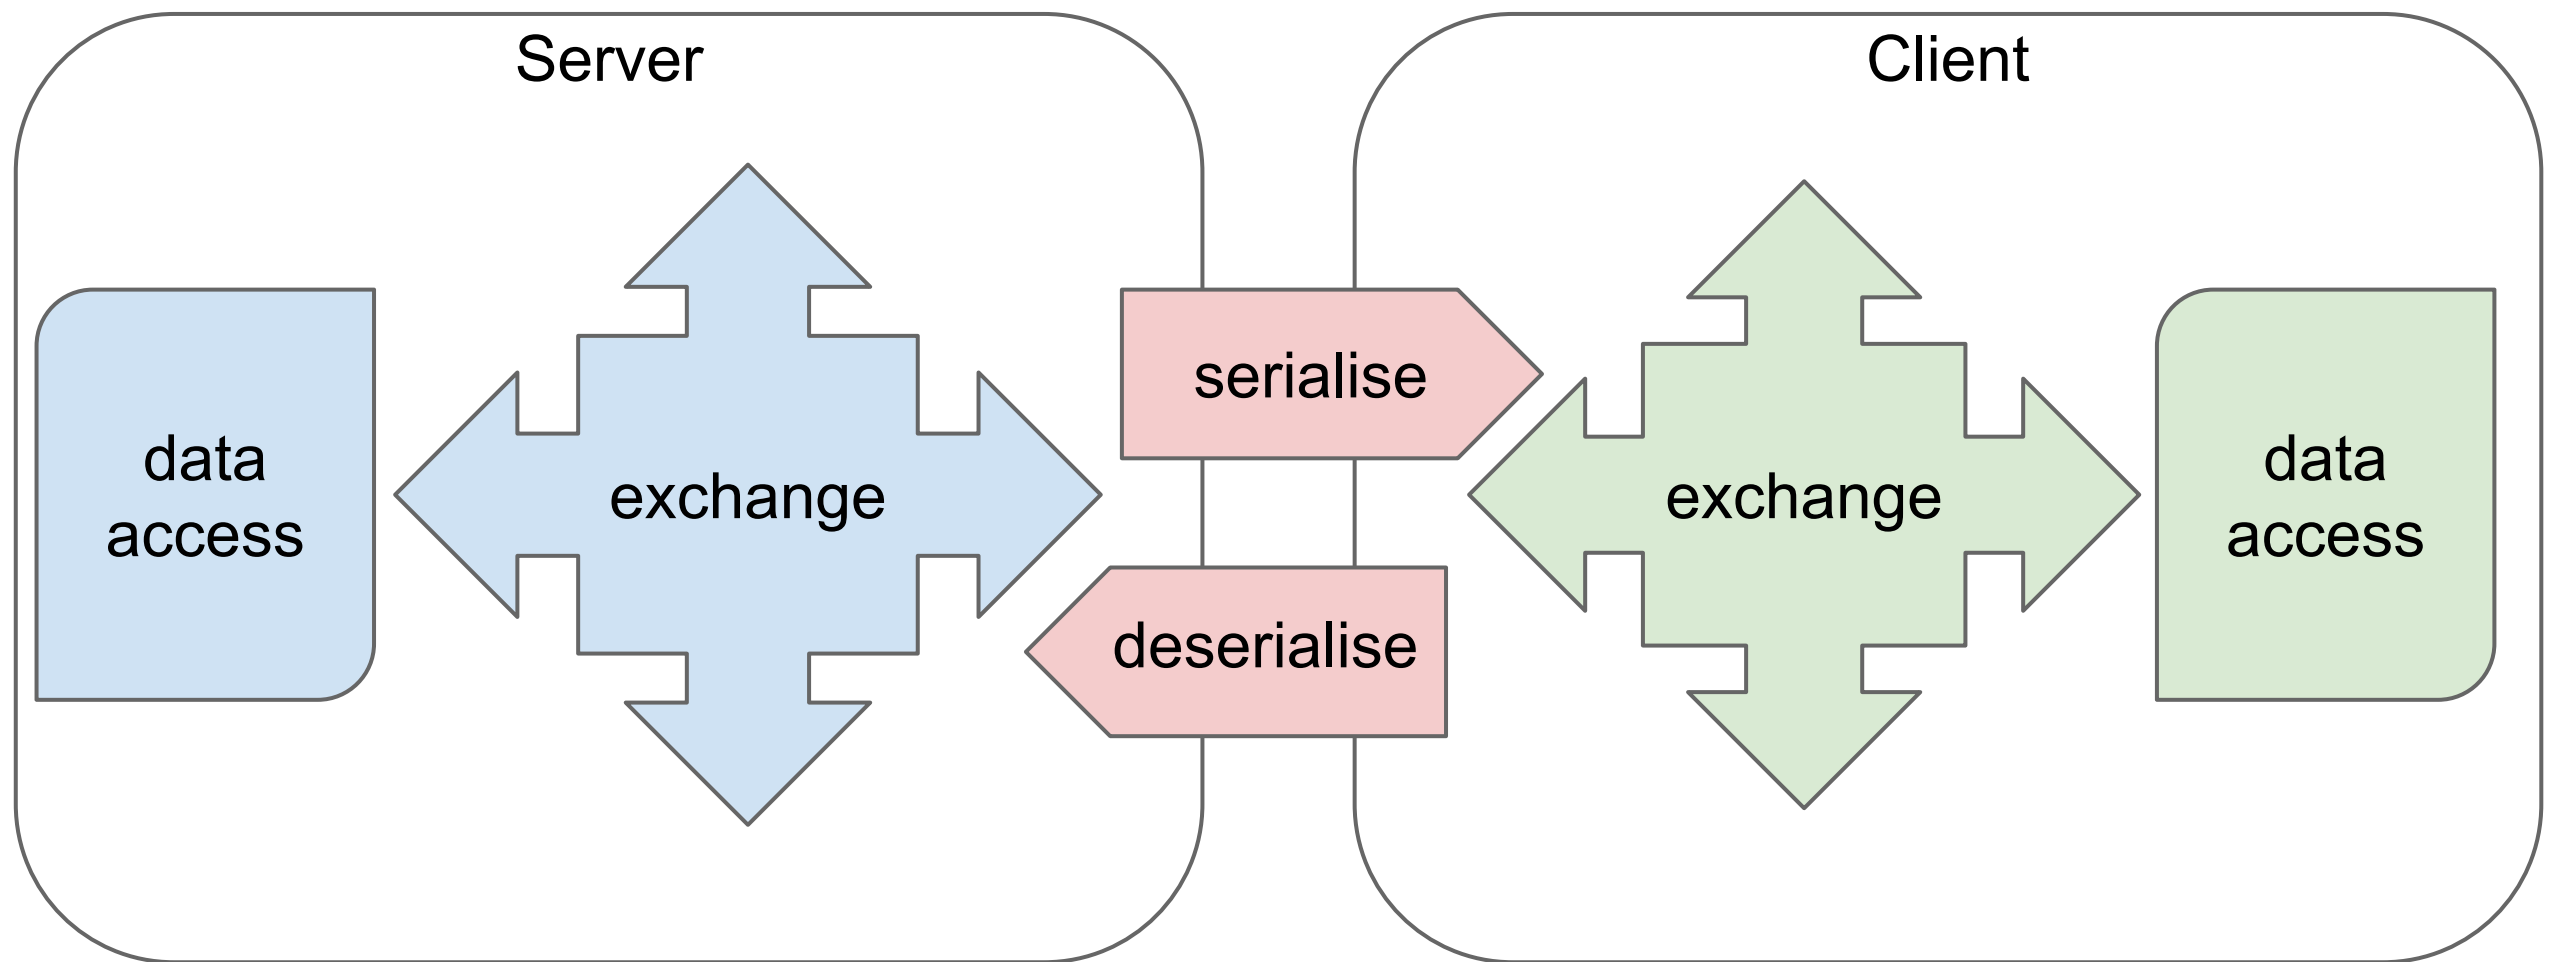 Server
data
access
exchange
serialise
deserialise
Client
exchange
data
access